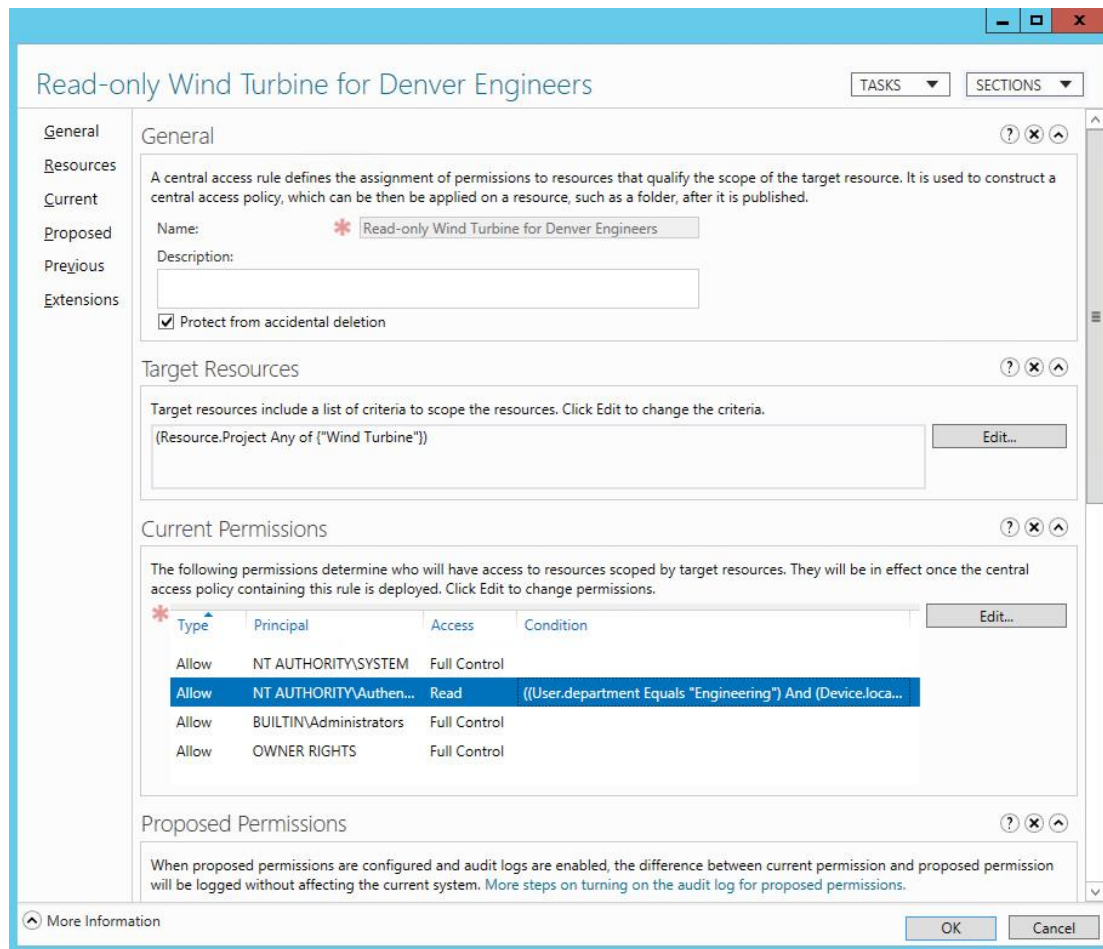 Read-only Wind Turbine for Denver Engineers
TASKS
SECTIONS
General
Resources
Current
Proposed
Previous
Extensions
General
A central access rule defines the assignment of permissions to resources that qualify the scope of the target resource. It is used to construct a
central access policy, which can be then be applied on a resource, such as a folder, after it is published.
Name: * Read-only Wind Turbine for Denver Engineers
Description:
Protect from accidental deletion
Target Resources
Target resources include a list of criteria to scope the resources. Click Edit to change the criteria.
(Resource.Project Any of {"Wind Turbine"})
Edit...
Current Permissions
The following permissions determine who will have access to resources scoped by target resources. They will be in effect once the central
access policy containing this rule is deployed. Click Edit to change permissions.
* Type Principal Access Condition
Edit...
Allow NT AUTHORITY\SYSTEM Full Control
Allow NT AUTHORITY\Authen... Read ((User.department Equals "Engineering") And (Device.loca...
Allow BUILTIN\Administrators Full Control
Allow OWNER RIGHTS Full Control
Proposed Permissions
When proposed permissions are configured and audit logs are enabled, the difference between current permission and proposed permission
will be logged without affecting the current system. More steps on turning on the audit log for proposed permissions.
More Information
OK
Cancel